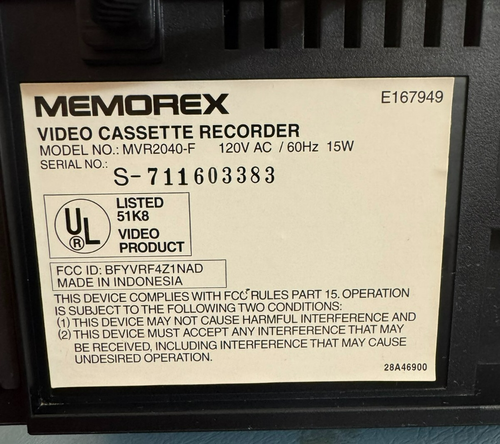 MEMOREX E167949
VIDEO CASSETTE RECORDER
MODEL NO.: MVR2040-F 120V AC / 60Hz 15W
SERIAL NO.:
S-711603383
UL
®
LISTED
51K8
VIDEO
PRODUCT
FCC ID: BFYVRF4Z1NAD
MADE IN INDONESIA
THIS DEVICE COMPLIES WITH FCC RULES PART 15. OPERATION
IS SUBJECT TO THE FOLLOWING TWO CONDITIONS:
(1) THIS DEVICE MAY NOT CAUSE HARMFUL INTERFERENCE AND
(2) THIS DEVICE MUST ACCEPT ANY INTERFERENCE THAT MAY
BE RECEIVED, INCLUDING INTERFERENCE THAT MAY CAUSE
UNDESIRED OPERATION.
28A46900